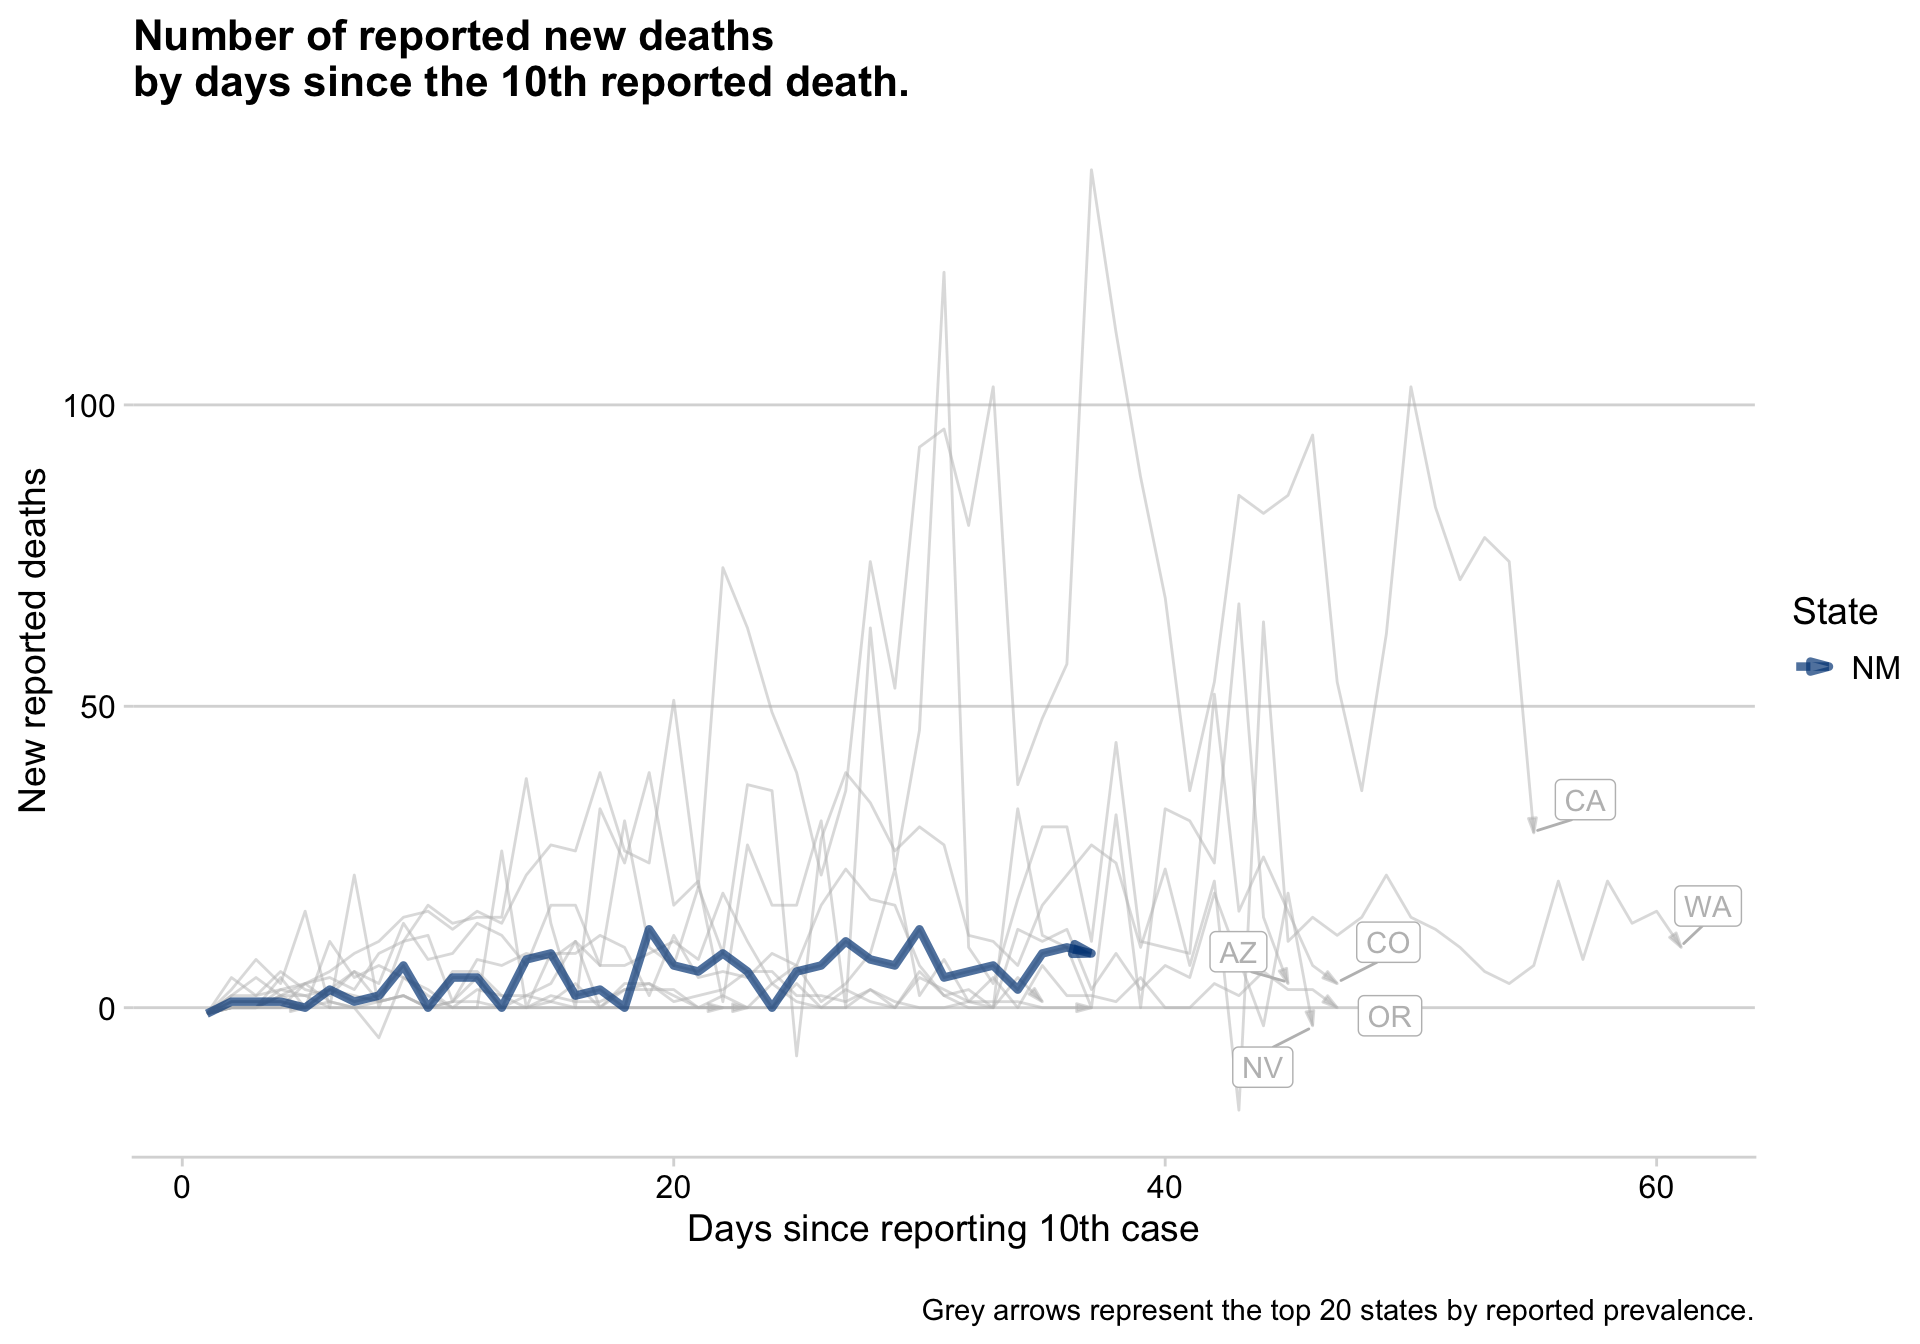 Number of reported new deaths
by days since the 10th reported death.
New reported deaths
100
50
0
CA
WA
AZ
CO
OR
NV
State
NM
0
20
40
60
Days since reporting 10th case
Grey arrows represent the top 20 states by reported prevalence.